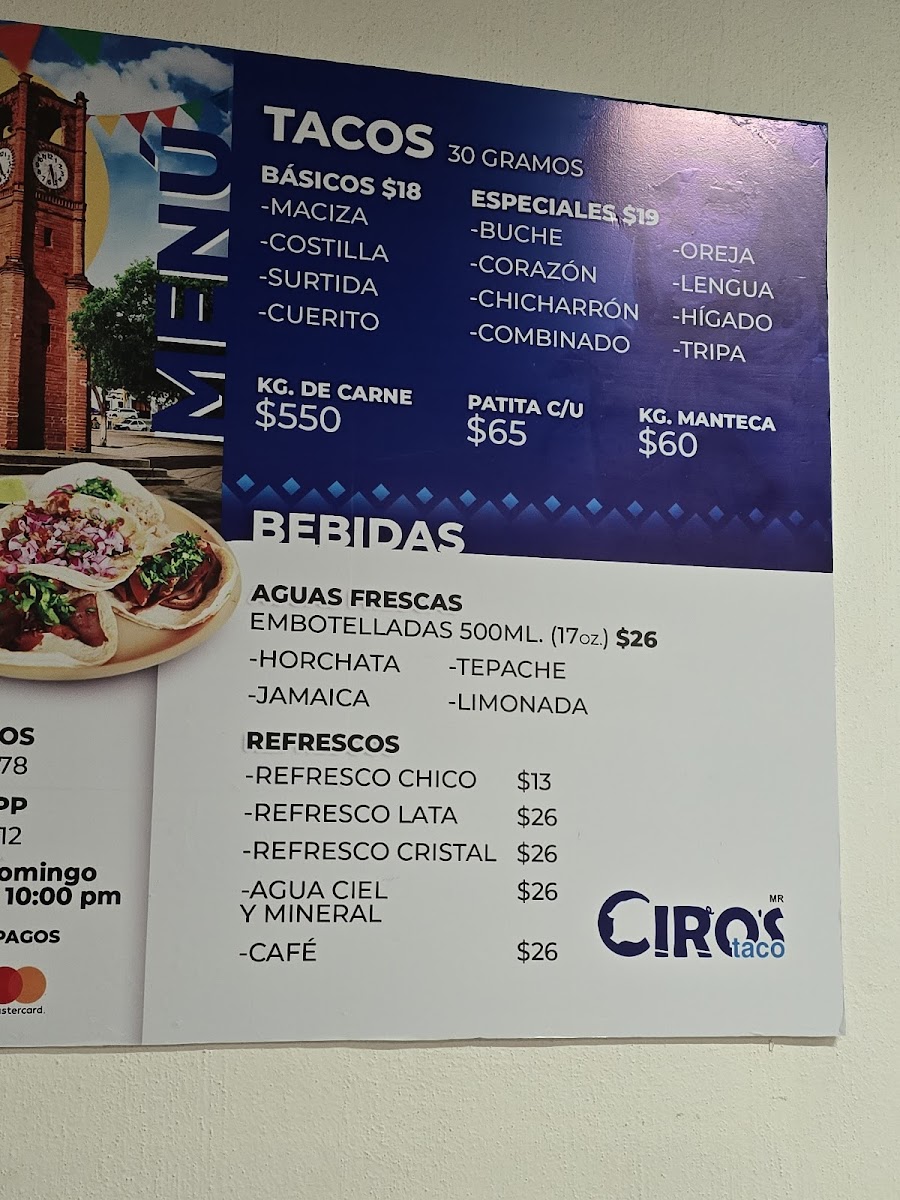 MENÚ
TACOS 30 GRAMOS
BÁSICOS $18
-MACIZA
-COSTILLA
-SURTIDA
-CUERITO
ESPECIALES $19
-BUCHE
-CORAZÓN
-CHICHARRÓN
-COMBINADO
-OREJA
-LENGUA
-HÍGADO
-TRIPA
KG. DE CARNE
$550
PATITA C/U
$65
KG. MANTECA
$60
BEBIDAS
AGUAS FRESCAS
EMBOTELLADAS 500ML. (17oz.) $26
-HORCHATA
-JAMAICA
-TEPACHE
-LIMONADA
REFRESCOS
-REFRESCO CHICO $13
-REFRESCO LATA $26
-REFRESCO CRISTAL $26
-AGUA CIEL $26
Y MINERAL
-CAFÉ $26
CIRO'S MR
taco
OS
78
PP
12
omingo
10:00 pm
PAGOS
stercard.